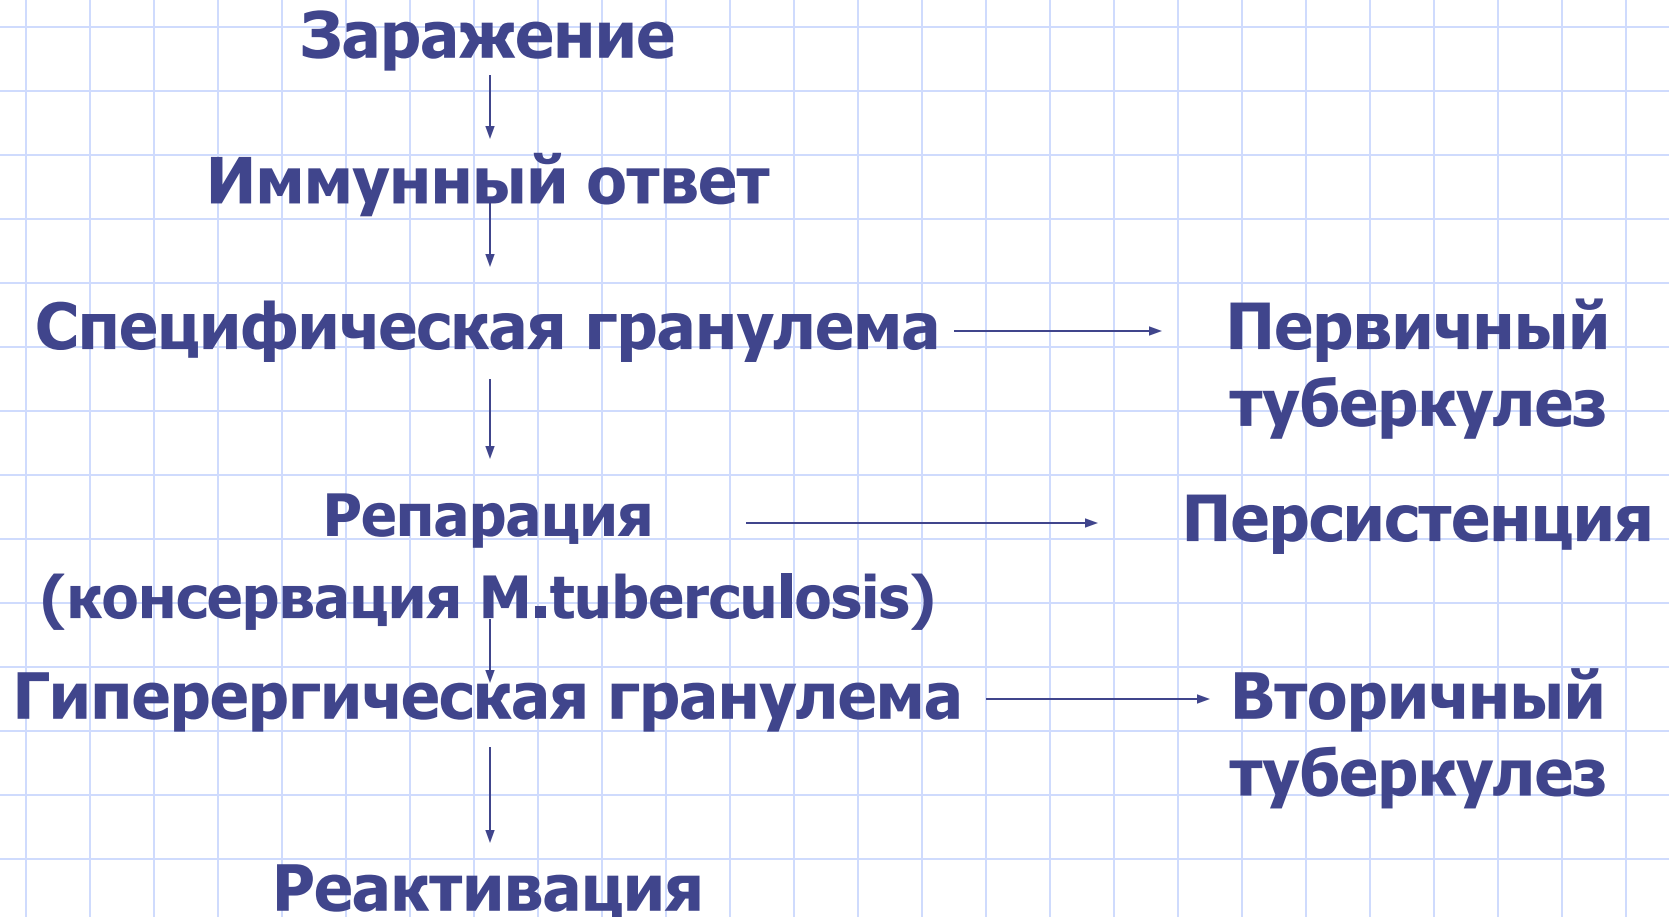 Заражение
Иммунный ответ
Специфическая гранулема
Первичный
туберкулез
Репарация
Персистенция
(консервация M.tuberculosis)
Гиперергическая гранулема
Вторичный
туберкулез
Реактивация